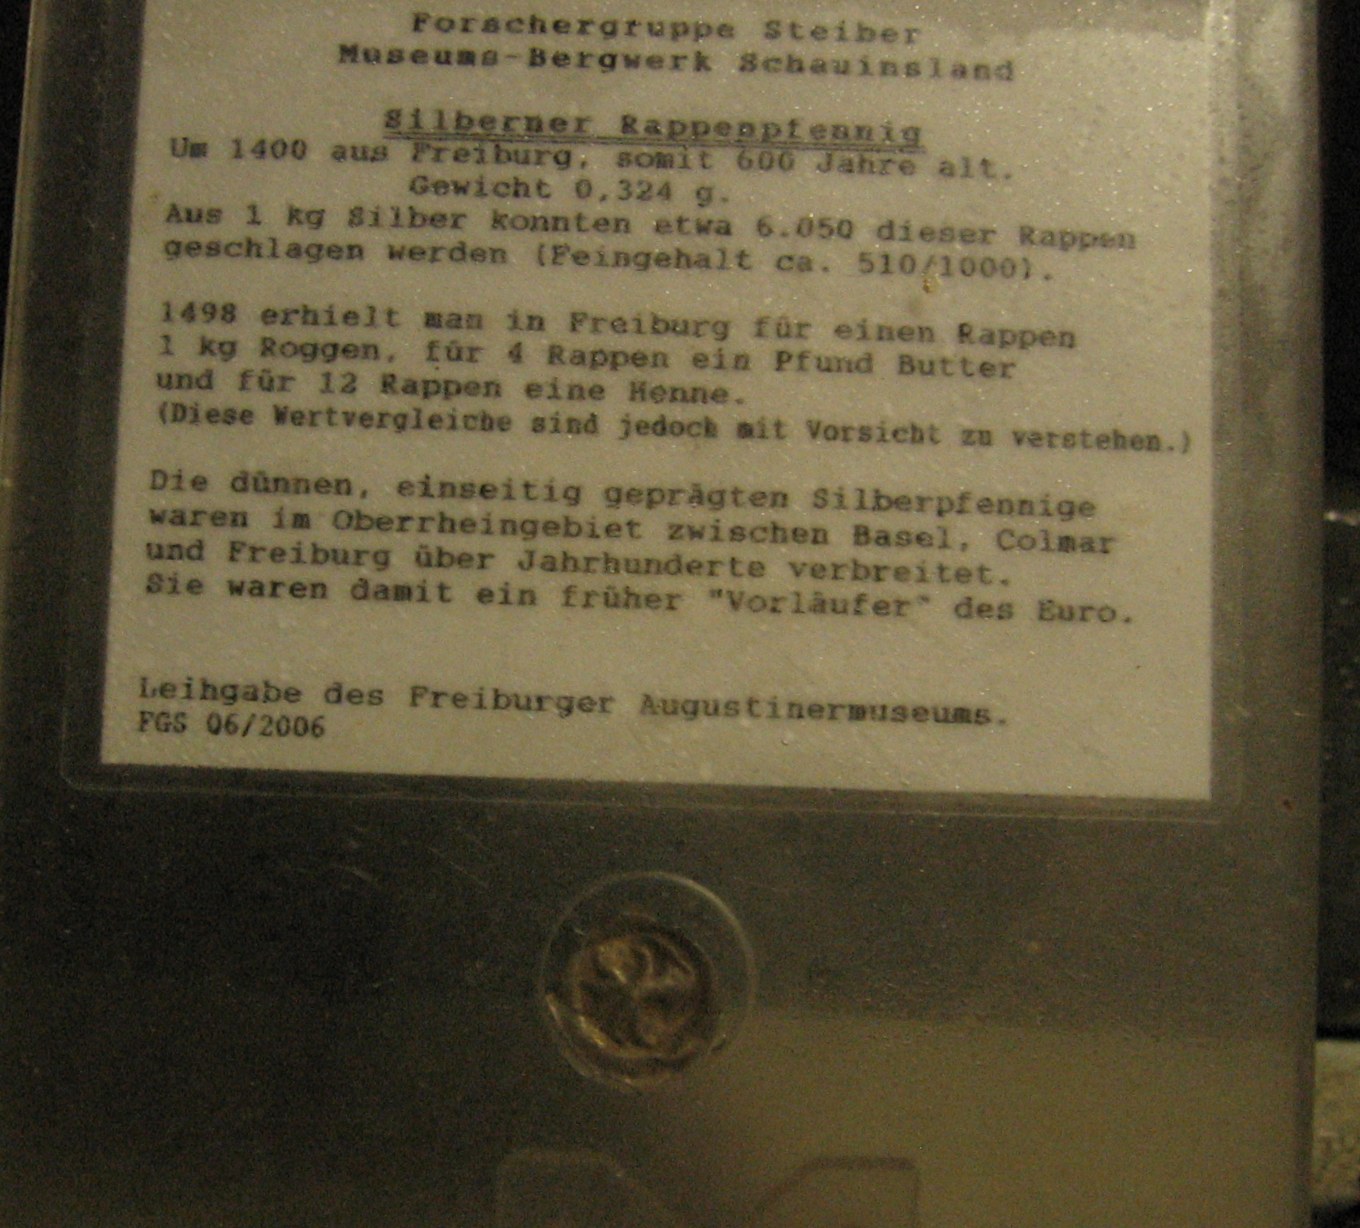 Forschergruppe Steiber
Museums-Bergwerk Schauinsland
Silberner Rappenpfennig
Um 1400 aus Freiburg, somit 600 Jahre alt.
Gewicht 0,324 g.
Aus 1 kg Silber konnten etwa 6.050 dieser Rappen
geschlagen werden (Feingehalt ca. 510/1000).
1498 erhielt man in Freiburg für einen Rappen
1 kg Roggen, für 4 Rappen ein Pfund Butter
und für 12 Rappen eine Henne.
(Diese Wertvergleiche sind jedoch mit Vorsicht zu verstehen.)
Die dünnen, einseitig geprägten Silberpfennige
waren im Oberrheingebiet zwischen Basel, Colmar
und Freiburg über Jahrhunderte verbreitet.
Sie waren damit ein früher "Vorläufer" des Euro.
Leihgabe des Freiburger Augustinermuseums.
FGS 06/2006